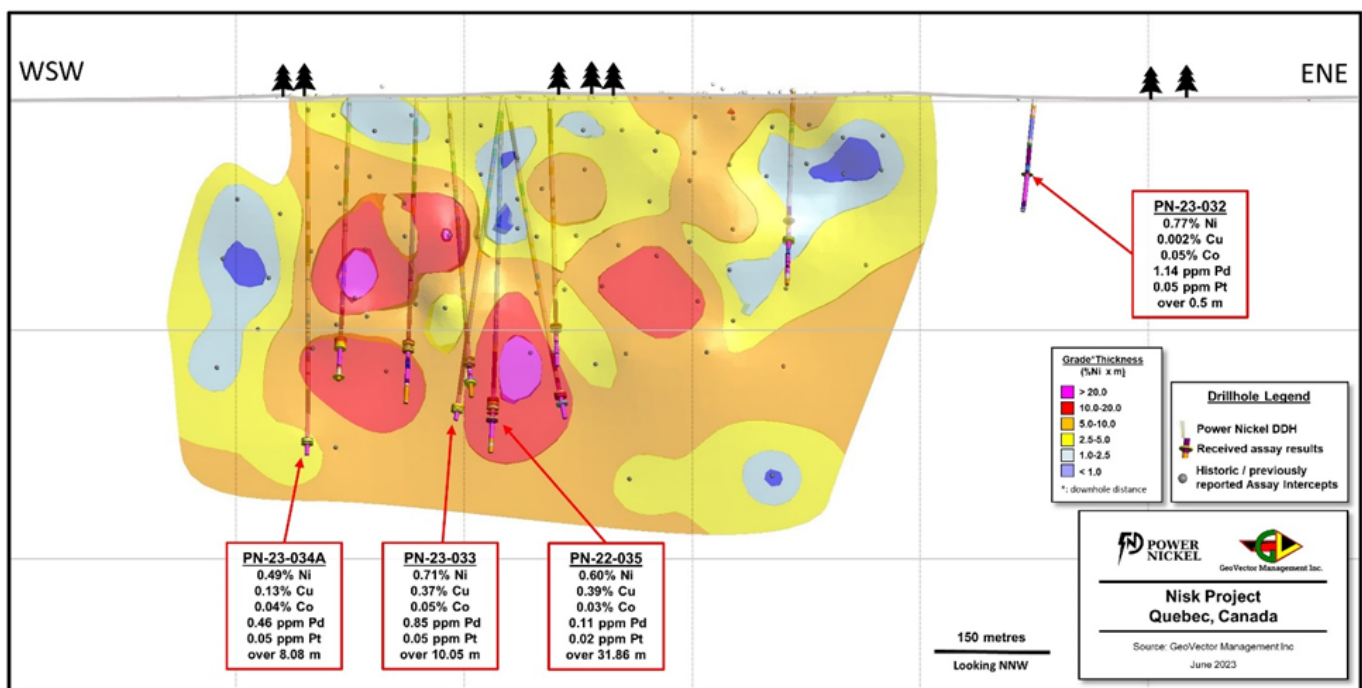 WSW
ENE
PN-23-032
0.77% Ni
0.002% Cu
0.05% Co
1.14 ppm Pd
0.05 ppm Pt
over 0.5 m
Grade*Thickness
(%Ni x m)
> 20.0
10.0-20.0
5.0-10.0
2.5-5.0
1.0-2.5
< 1.0
*: downhole distance
Drillhole Legend
Power Nickel DDH
Received assay results
Historic / previously
reported Assay Intercepts
PN-23-034A
0.49% Ni
0.13% Cu
0.04% Co
0.46 ppm Pd
0.05 ppm Pt
over 8.08 m
PN-23-033
0.71% Ni
0.37% Cu
0.05% Co
0.85 ppm Pd
0.05 ppm Pt
over 10.05 m
PN-22-035
0.60% Ni
0.39% Cu
0.03% Co
0.11 ppm Pd
0.02 ppm Pt
over 31.86 m
150 metres
Looking NNW
POWER
NICKEL
GeoVector Management Inc.
Nisk Project
Quebec, Canada
Source: GeoVector Management Inc
June 2023